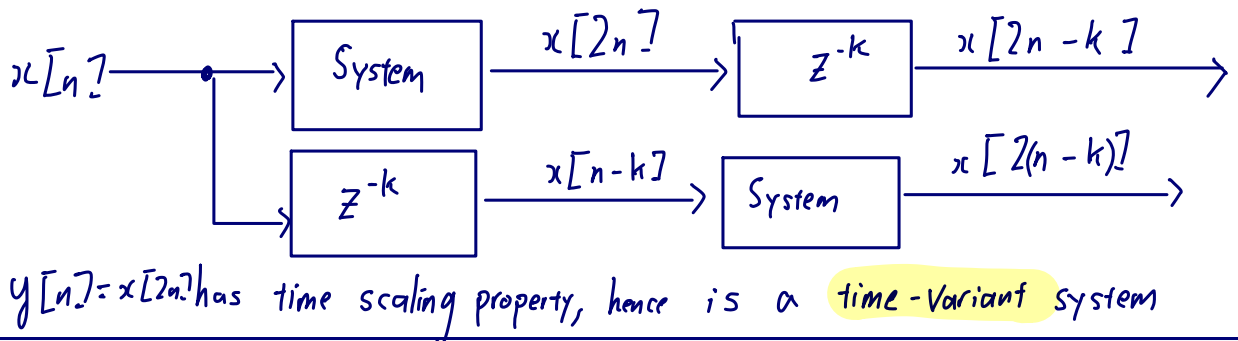 x[n] System x[2n] z^-k x[2n - k]
z^-k x[n-k] System x[2(n - k)]
y[n]=x[2n] has time scaling property, hence is a time-variant system